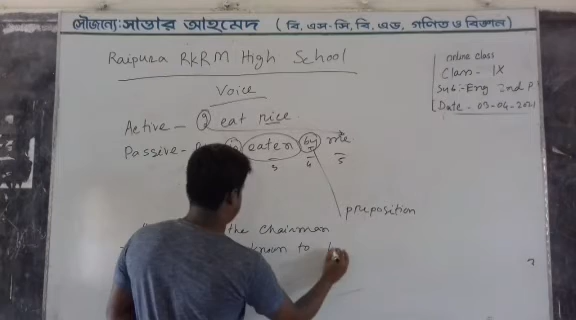 সৌজন্যে: সাত্তার আহমেদ ( বি, এস-সি, বি, এড, গণিত ও বিজ্ঞান )
Raipura RKRM High School
Voice
Active - I eat rice
Passive - eaten by me
3 4 5
preposition
the chairman
known to
online class
Class - IX
Sub:- Eng 2nd P
Date - 03-04-2021